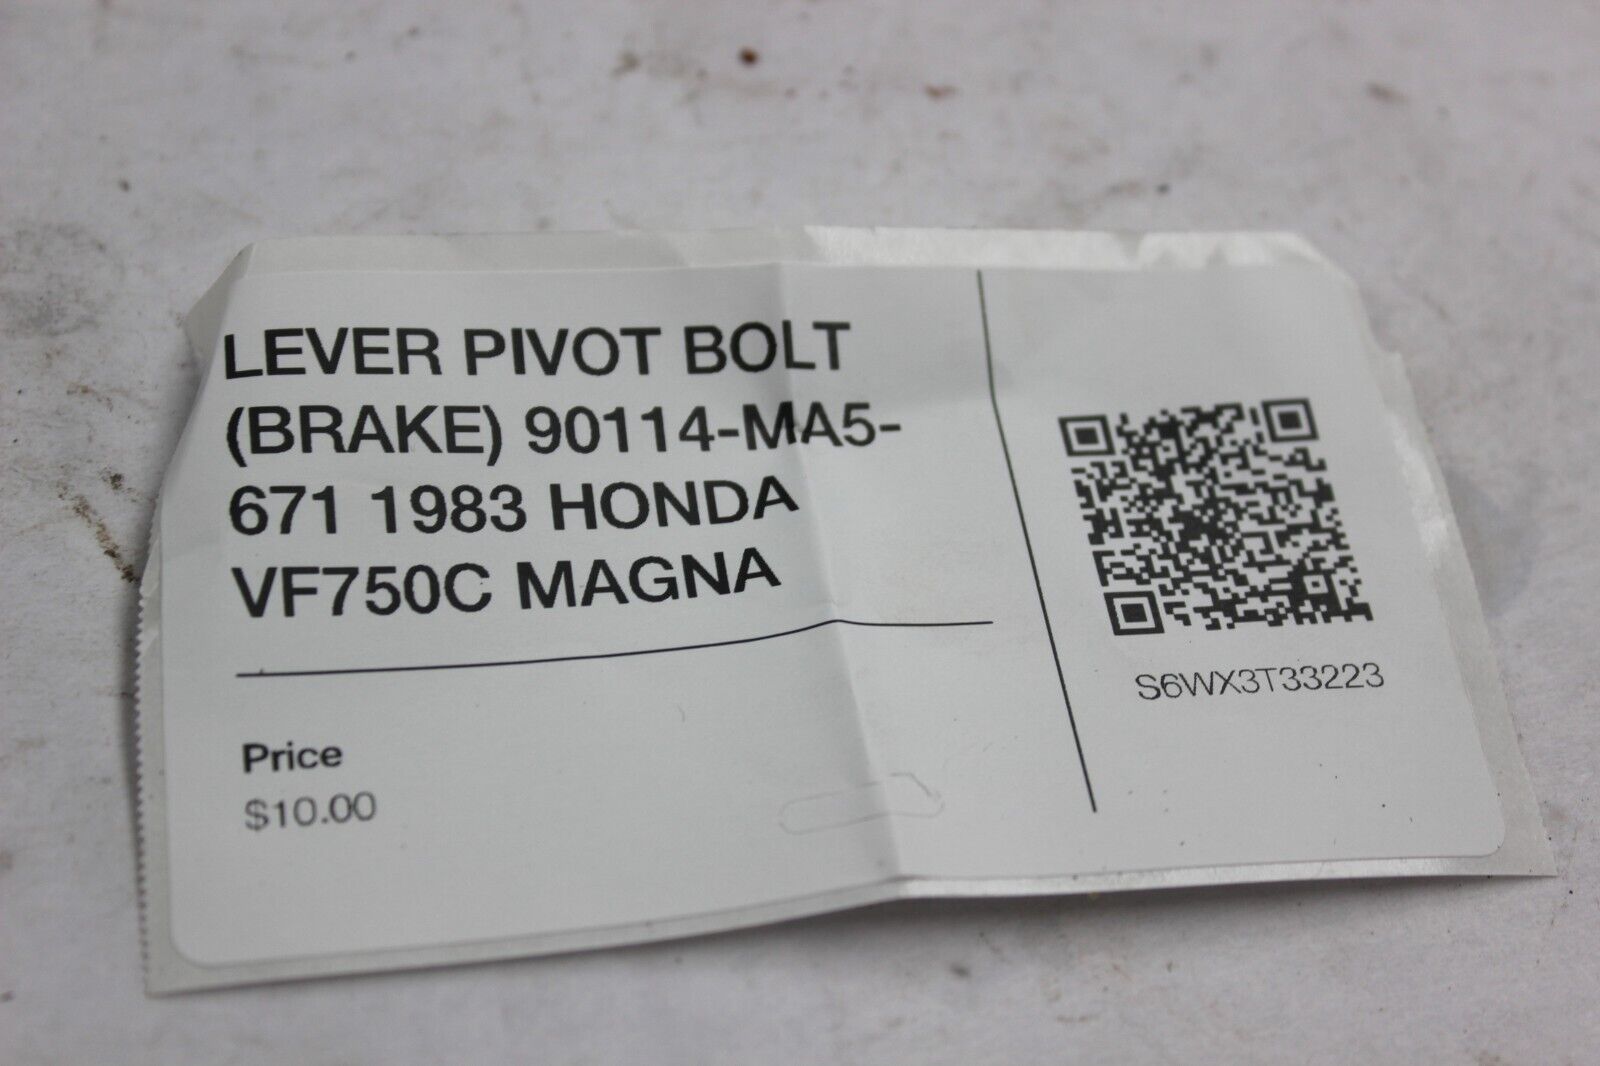 LEVER PIVOT BOLT
(BRAKE) 90114-MA5-
671 1983 HONDA
VF750C MAGNA
Price
$10.00
S6WX3T33223